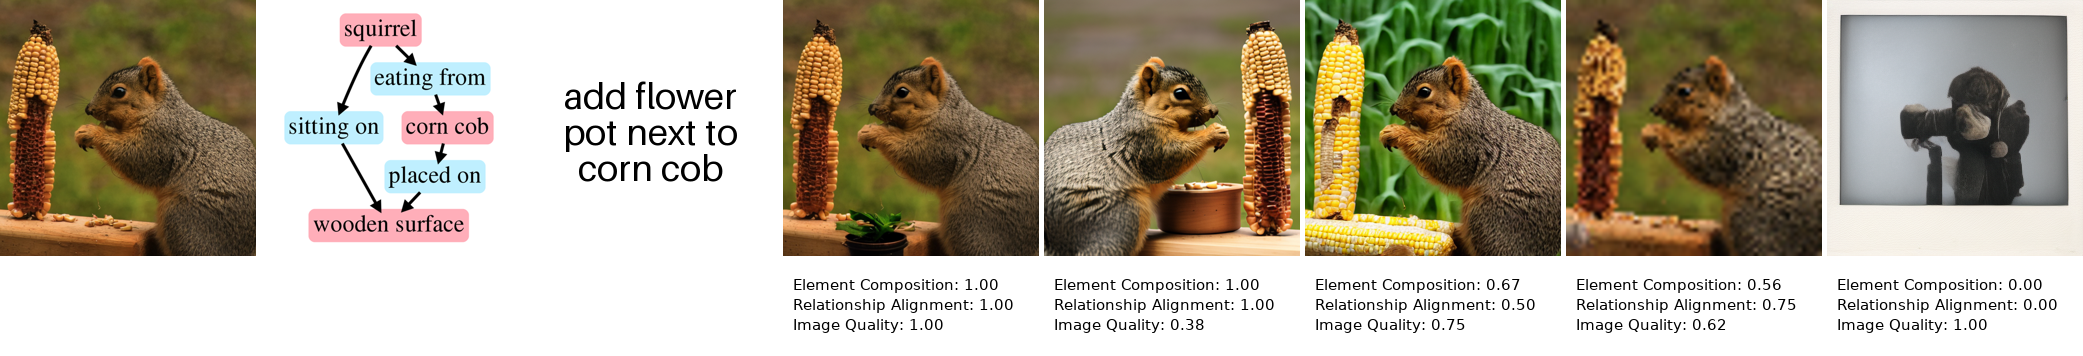 squirrel
eating from
sitting on
corn cob
placed on
wooden surface
add flower
pot next to
corn cob
Element Composition: 1.00
Relationship Alignment: 1.00
Image Quality: 1.00
Element Composition: 1.00
Relationship Alignment: 1.00
Image Quality: 0.38
Element Composition: 0.67
Relationship Alignment: 0.50
Image Quality: 0.75
Element Composition: 0.56
Relationship Alignment: 0.75
Image Quality: 0.62
Element Composition: 0.00
Relationship Alignment: 0.00
Image Quality: 1.00